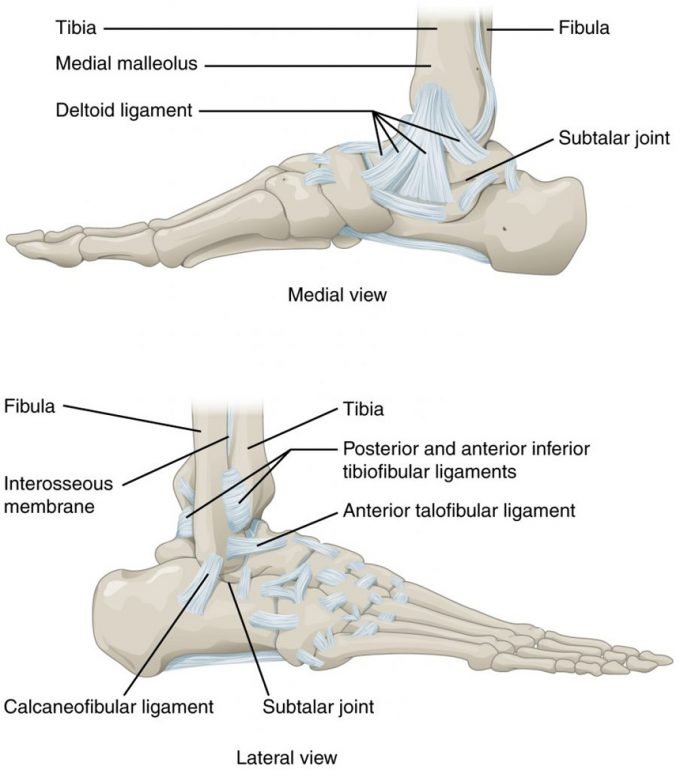 Tibia
Fibula
Medial malleolus
Deltoid ligament
Subtalar joint
Medial view
Fibula
Tibia
Posterior and anterior inferior
tibiofibular ligaments
Interosseous
membrane
Anterior talofibular ligament
Calcaneofibular ligament
Subtalar joint
Lateral view